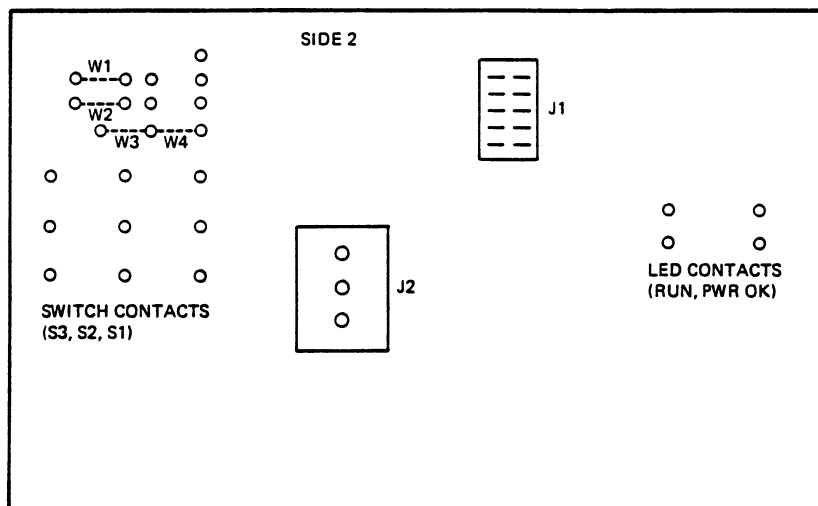 SIDE 2
W1
W2
W3 W4
J1
J2
SWITCH CONTACTS
(S3, S2, S1)
LED CONTACTS
(RUN, PWR OK)